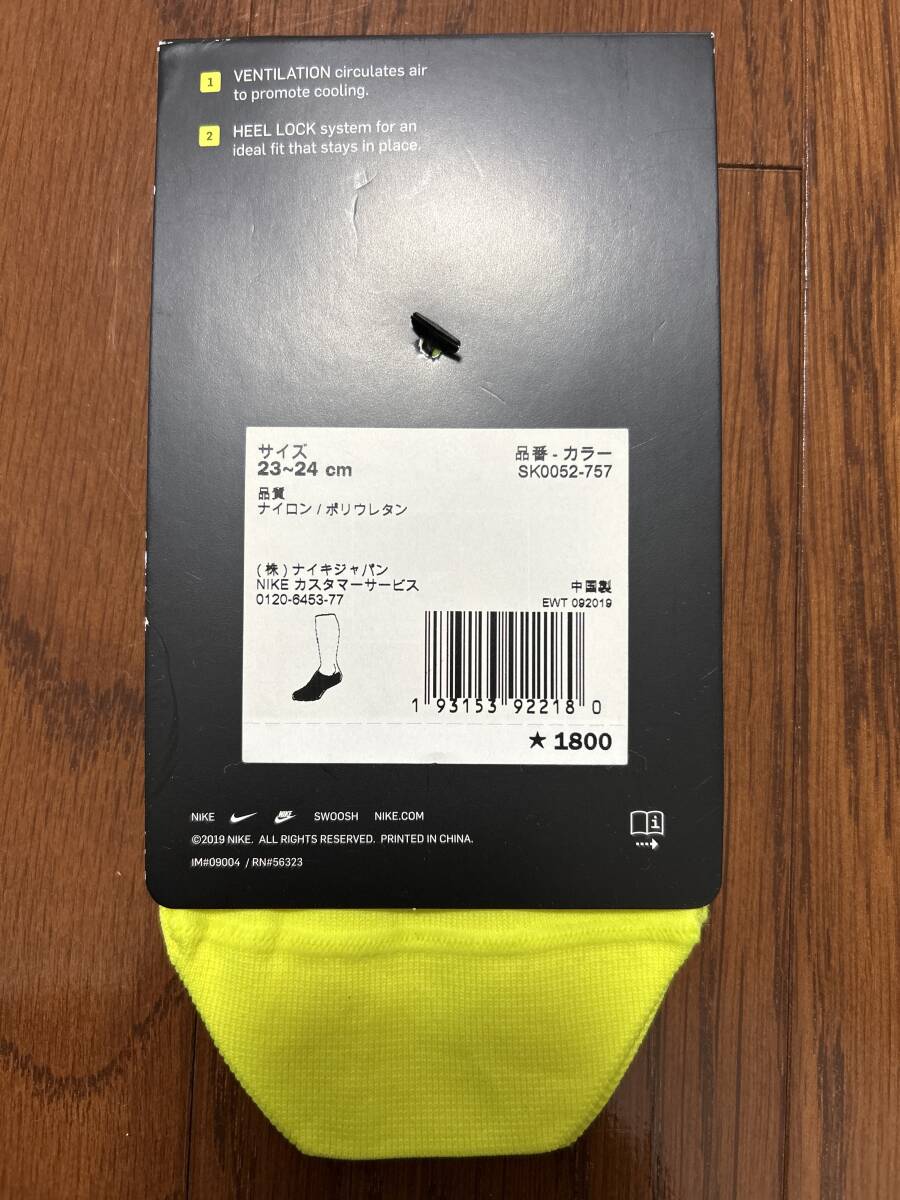 1
VENTILATION circulates air
to promote cooling.
2
HEEL LOCK system for an
ideal fit that stays in place.
サイズ
23~24 cm
品番 - カラー
SK0052-757
品質
ナイロン / ポリウレタン
(株) ナイキジャパン
NIKE カスタマーサービス
0120-6453-77
中国製
EWT 092019
1 93153 92218 0
★ 1800
NIKE SWOOSH NIKE.COM
©2019 NIKE. ALL RIGHTS RESERVED. PRINTED IN CHINA.
IM#09004 / RN#56323